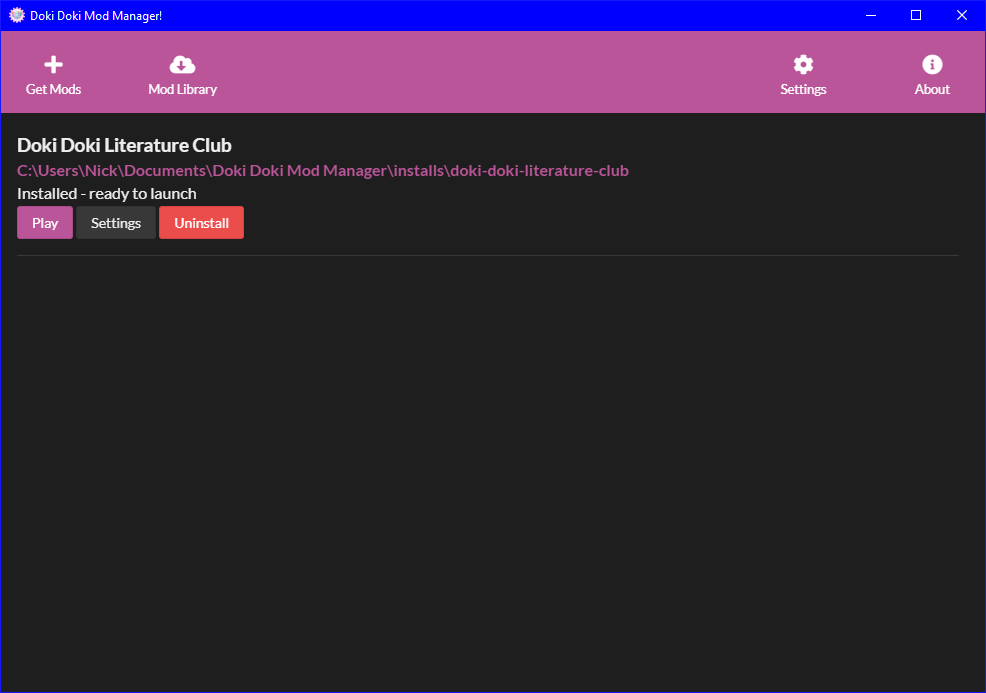 Doki Doki Mod Manager!
Get Mods
Mod Library
Settings
About
Doki Doki Literature Club
C:\Users\Nick\Documents\Doki Doki Mod Manager\installs\doki-doki-literature-club
Installed - ready to launch
Play
Settings
Uninstall